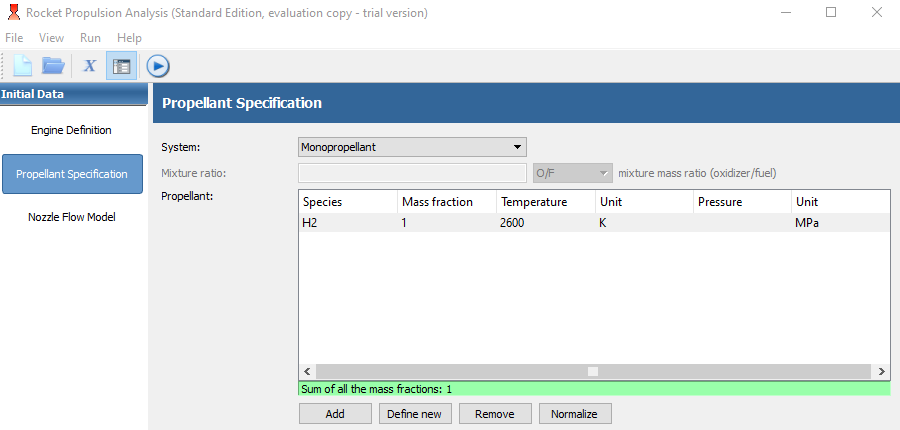 Rocket Propulsion Analysis (Standard Edition, evaluation copy - trial version)
File View Run Help
X
Initial Data
Engine Definition
Propellant Specification
Nozzle Flow Model
Propellant Specification
System: Monopropellant
Mixture ratio: O/F mixture mass ratio (oxidizer/fuel)
Propellant:
Species Mass fraction Temperature Unit Pressure Unit
H2 1 2600 K MPa
Sum of all the mass fractions: 1
Add Define new Remove Normalize